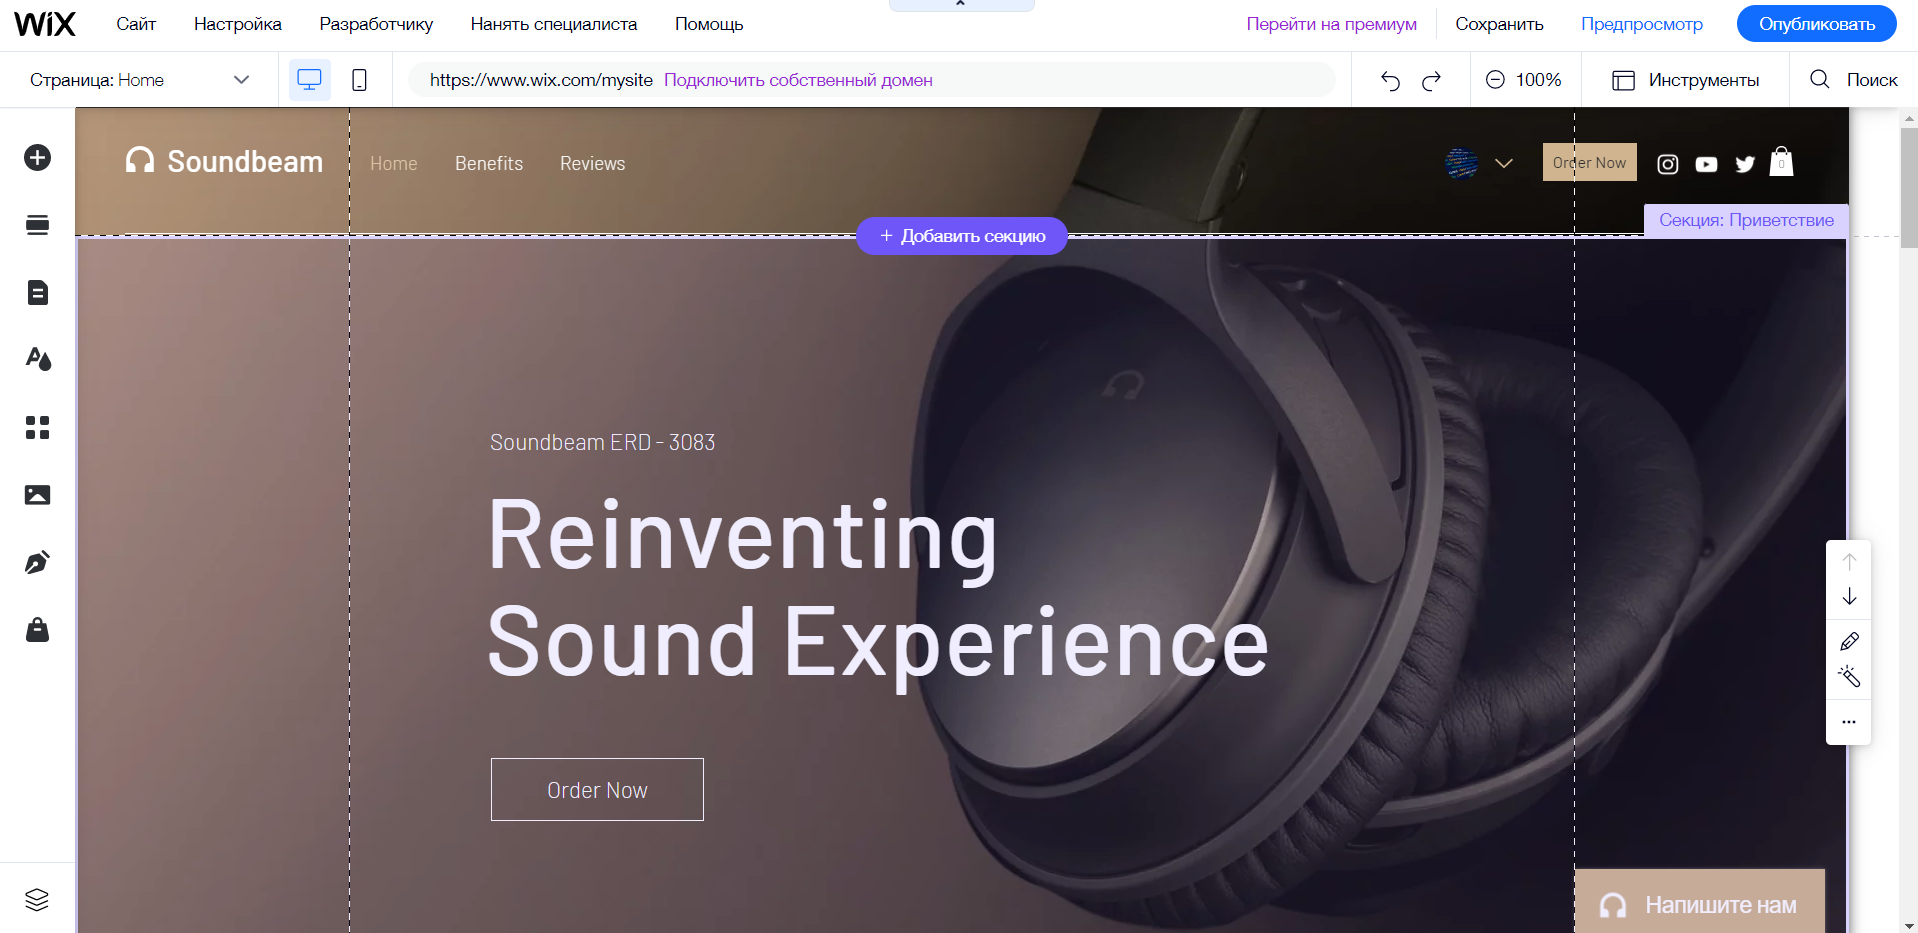 WiX Сайт Настройка Разработчику Нанять специалиста Помощь Перейти на премиум Сохранить Предпросмотр Опубликовать
Страница: Home https://www.wix.com/mysite Подключить собственный домен 100% Инструменты Поиск
Soundbeam Home Benefits Reviews Order Now 0
Секция: Приветствие
+ Добавить секцию
Soundbeam ERD - 3083
Reinventing
Sound Experience
Order Now
Напишите нам